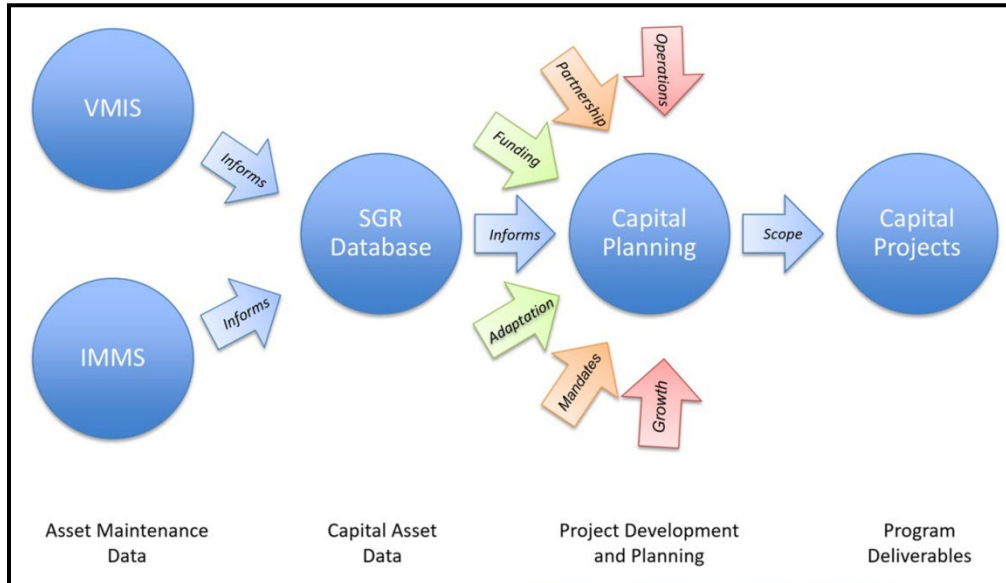 VMIS
IMMS
Informs
Informs
SGR
Database
Informs
Funding
Partnership
Operations
Adaptation
Mandates
Growth
Capital
Planning
Scope
Capital
Projects
Asset Maintenance
Data
Capital Asset
Data
Project Development
and Planning
Program
Deliverables